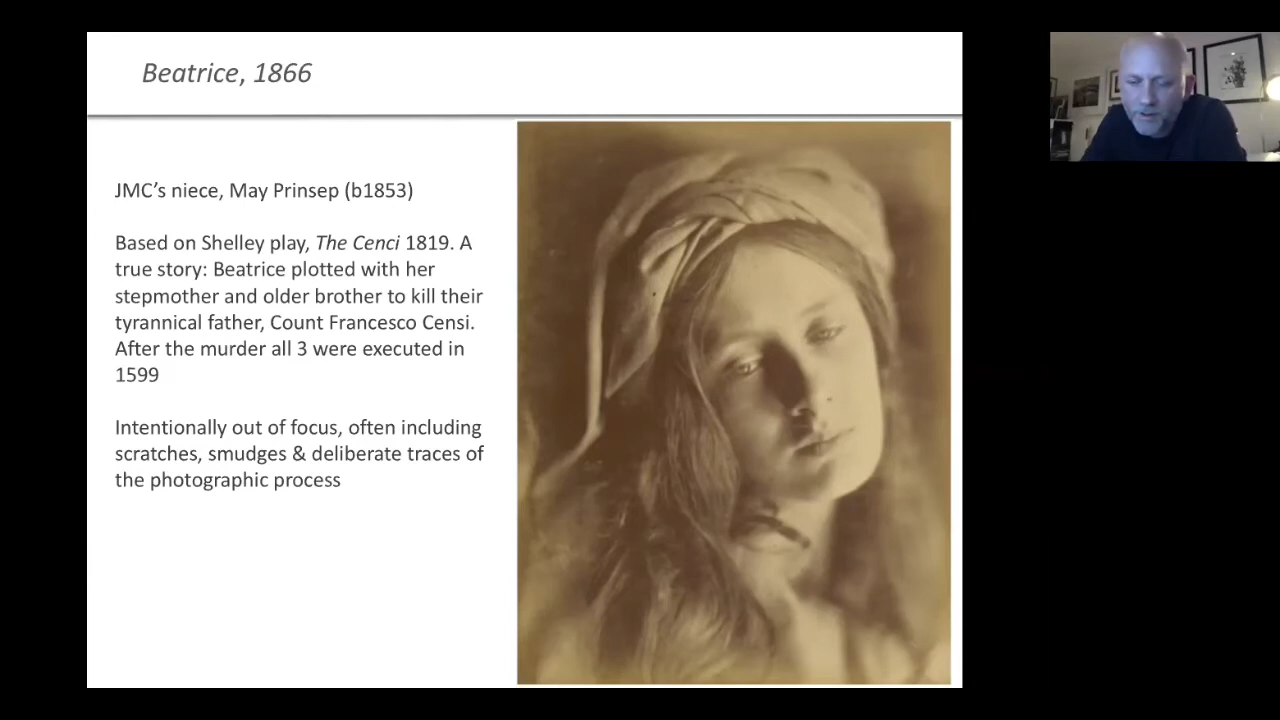 Beatrice, 1866
JMC’s niece, May Prinsep (b1853)
Based on Shelley play, The Cenci 1819. A
true story: Beatrice plotted with her
stepmother and older brother to kill their
tyrannical father, Count Francesco Censi.
After the murder all 3 were executed in
1599
Intentionally out of focus, often including
scratches, smudges & deliberate traces of
the photographic process